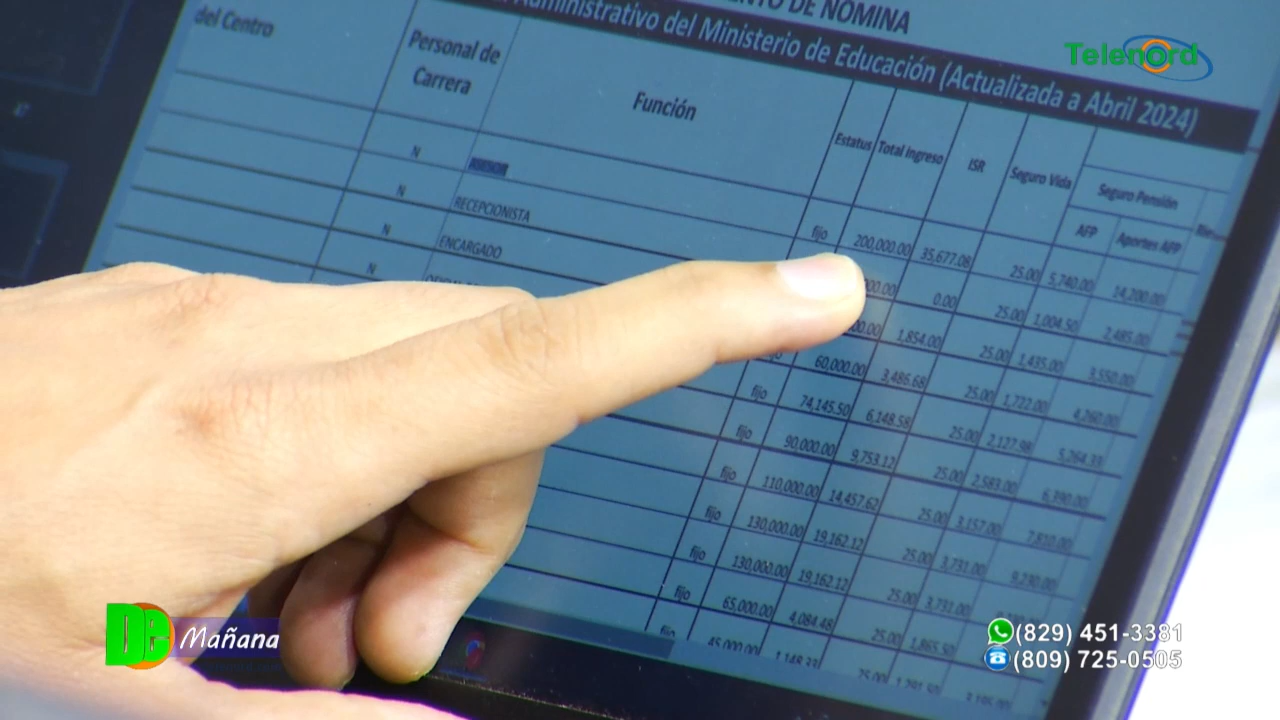 NTO DE NOMINA
Administrativo del Ministerio de Educación (Actualizada a Abril 2024)
Telenord
del Centro
Personal de Carrera
Función
Estatus
Total Ingreso
ISR
Seguro Vida
Seguro Pensión
AFP
Aportes AFP
N ASESOR fijo 200,000.00 35,677.08 25.00 5,740.00 14,200.00
N RECEPCIONISTA 0.00 25.00 1,004.50 2,485.00
N ENCARGADO 1,854.00 25.00 1,435.00 3,550.00
N 60,000.00 3,486.68 25.00 1,722.00 4,260.00
fijo 74,145.50 6,148.58 25.00 2,127.98 5,264.33
fijo 90,000.00 9,753.12 25.00 2,583.00 6,390.00
fijo 110,000.00 14,457.62 25.00 3,157.00 7,810.00
fijo 130,000.00 19,162.12 25.00 3,731.00 9,230.00
fijo 130,000.00 19,162.12 25.00 3,731.00
fijo 65,000.00 4,084.48 25.00 1,865.50
fijo 45,000.00 1,148.33
De Mañana
(829) 451-3381
(809) 725-0505